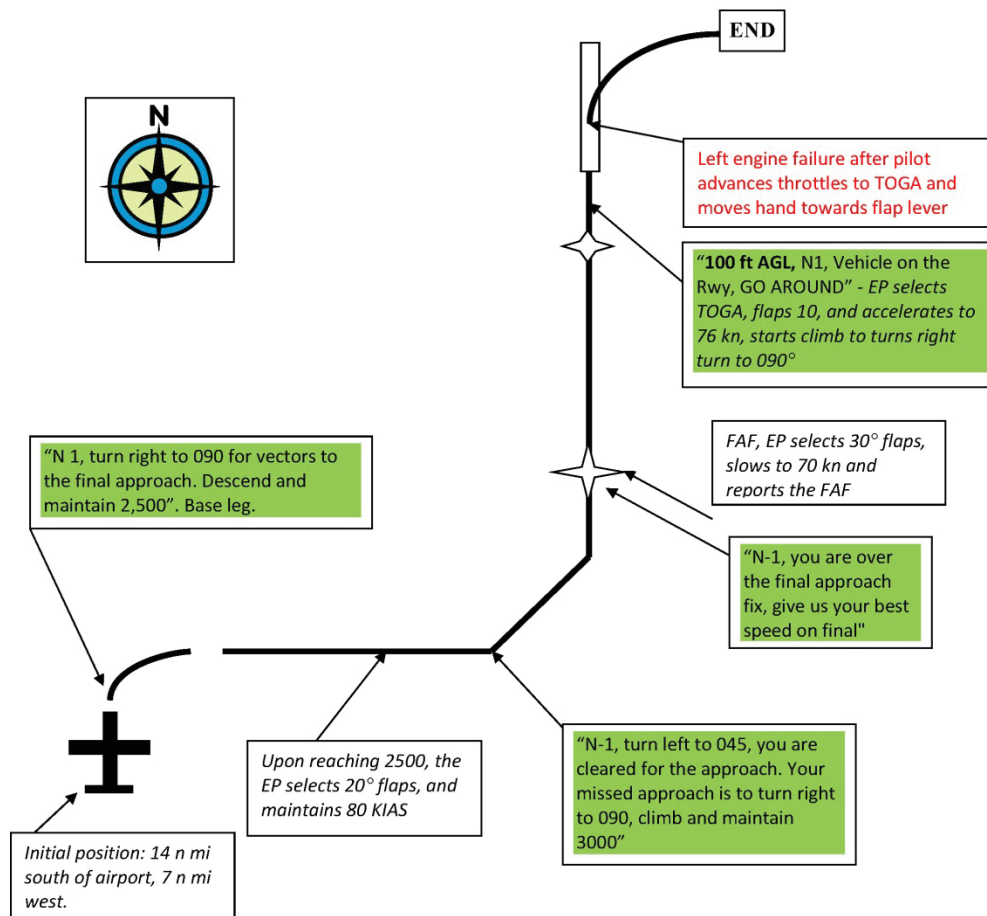 END
N
Left engine failure after pilot
advances throttles to TOGA and
moves hand towards flap lever
“100 ft AGL, N1, Vehicle on the
Rwy, GO AROUND” - EP selects
TOGA, flaps 10, and accelerates to
76 kn, starts climb to turns right
turn to 090°
FAF, EP selects 30° flaps,
slows to 70 kn and
reports the FAF
“N 1, turn right to 090 for vectors to
the final approach. Descend and
maintain 2,500”. Base leg.
“N-1, you are over
the final approach
fix, give us your best
speed on final"
Upon reaching 2500, the
EP selects 20° flaps, and
maintains 80 KIAS
“N-1, turn left to 045, you are
cleared for the approach. Your
missed approach is to turn right
to 090, climb and maintain
3000”
Initial position: 14 n mi
south of airport, 7 n mi
west.